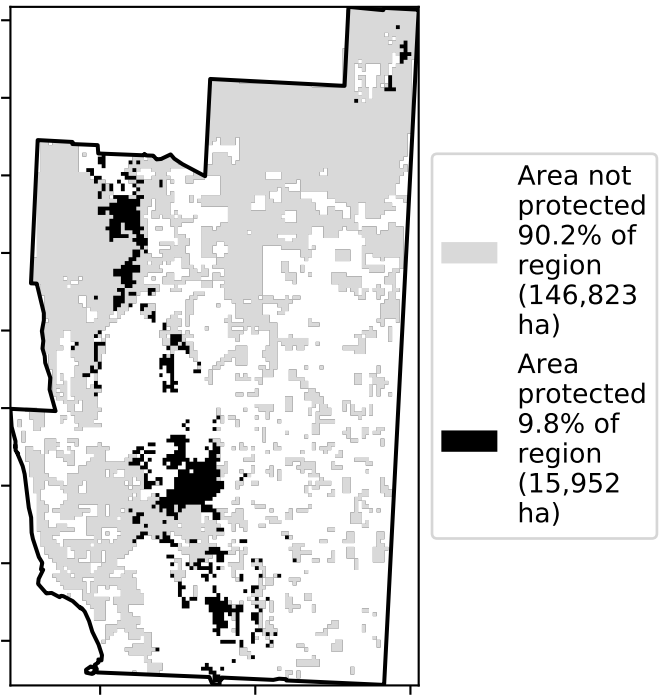 Area not
protected
90.2% of
region
(146,823
ha)
Area
protected
9.8% of
region
(15,952
ha)